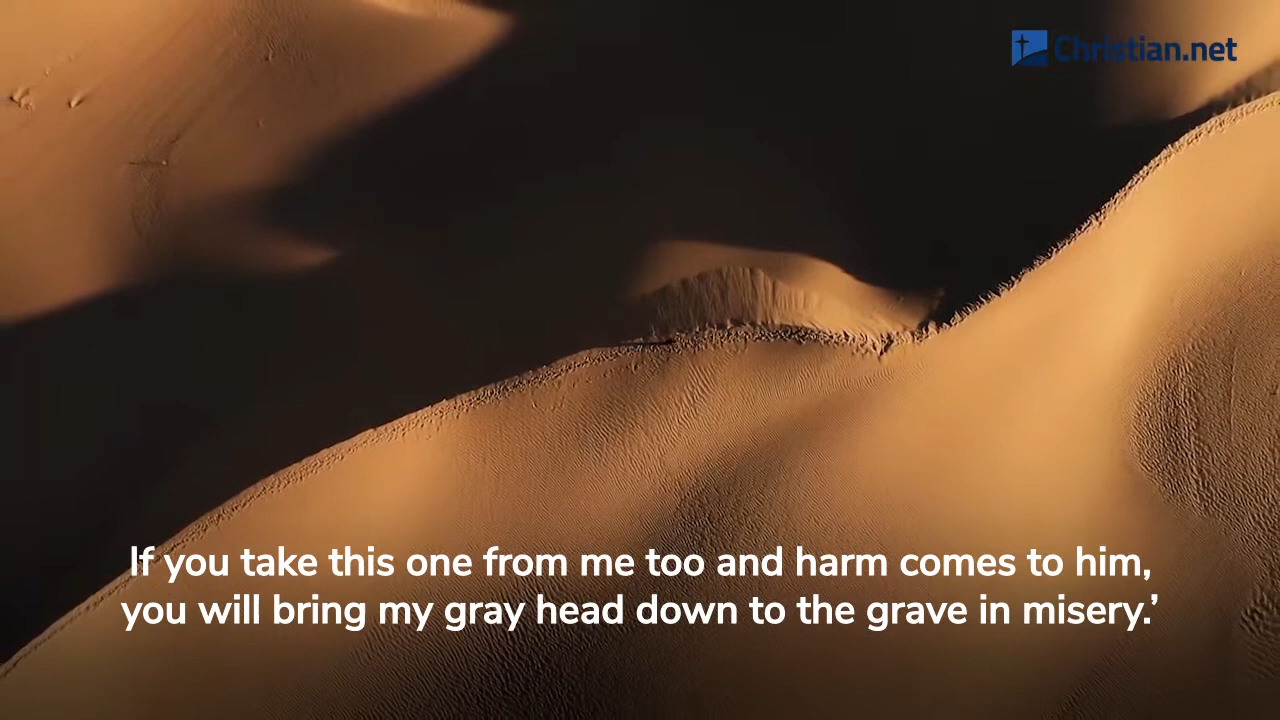 Christian.net
If you take this one from me too and harm comes to him,
you will bring my gray head down to the grave in misery.’